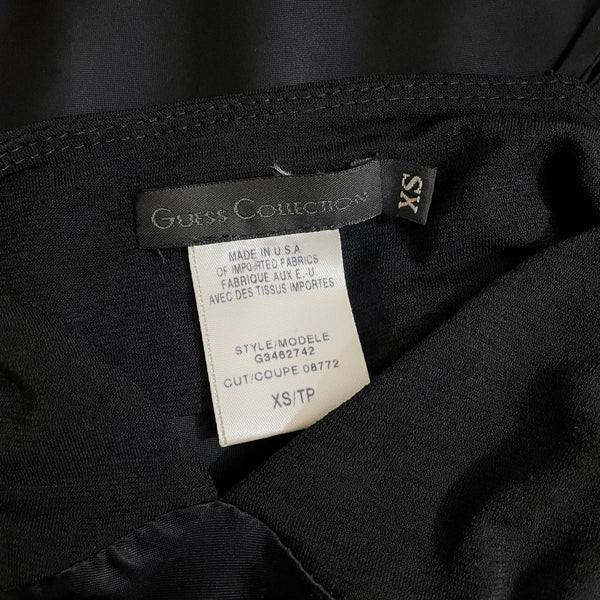 GUESS COLLECTION
XS
MADE IN U.S.A.
OF IMPORTED FABRICS
FABRIQUE AUX E.-U.
AVEC DES TISSUS IMPORTES
STYLE/MODELE
G3462742
CUT/COUPE 08772
XS/TP